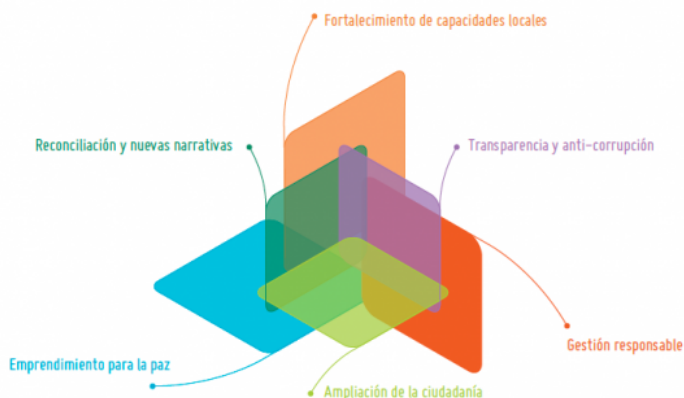 Fortalecimiento de capacidades locales
Reconciliación y nuevas narrativas
Transparencia y anti-corrupción
Gestión responsable
Emprendimiento para la paz
Ampliación de la ciudadanía